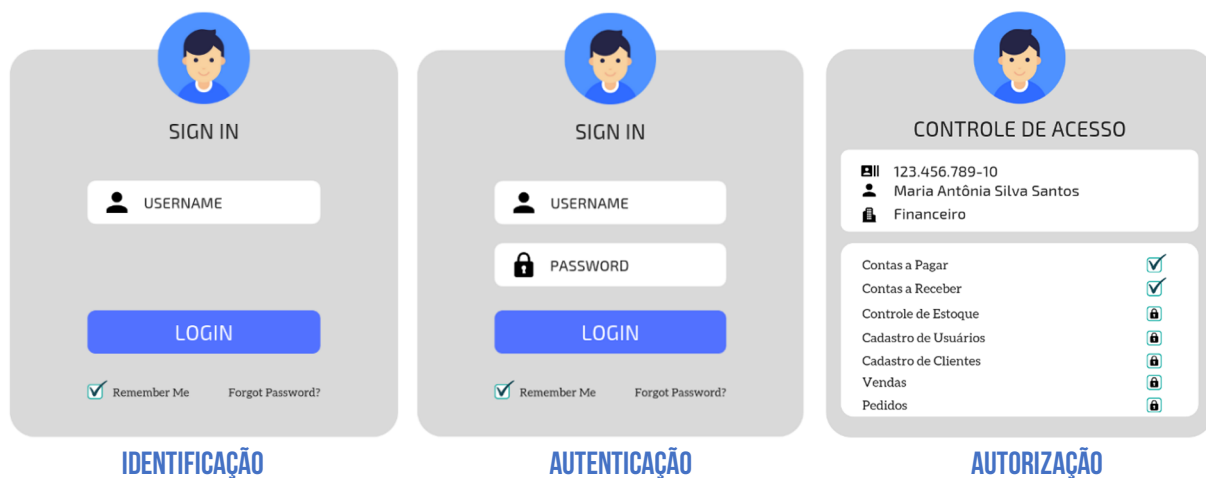 SIGN IN
USERNAME
LOGIN
Remember Me Forgot Password?
IDENTIFICAÇÃO
SIGN IN
USERNAME
PASSWORD
LOGIN
Remember Me Forgot Password?
AUTENTICAÇÃO
CONTROLE DE ACESSO
123.456.789-10
Maria Antônia Silva Santos
Financeiro
Contas a Pagar
Contas a Receber
Controle de Estoque
Cadastro de Usuários
Cadastro de Clientes
Vendas
Pedidos
AUTORIZAÇÃO